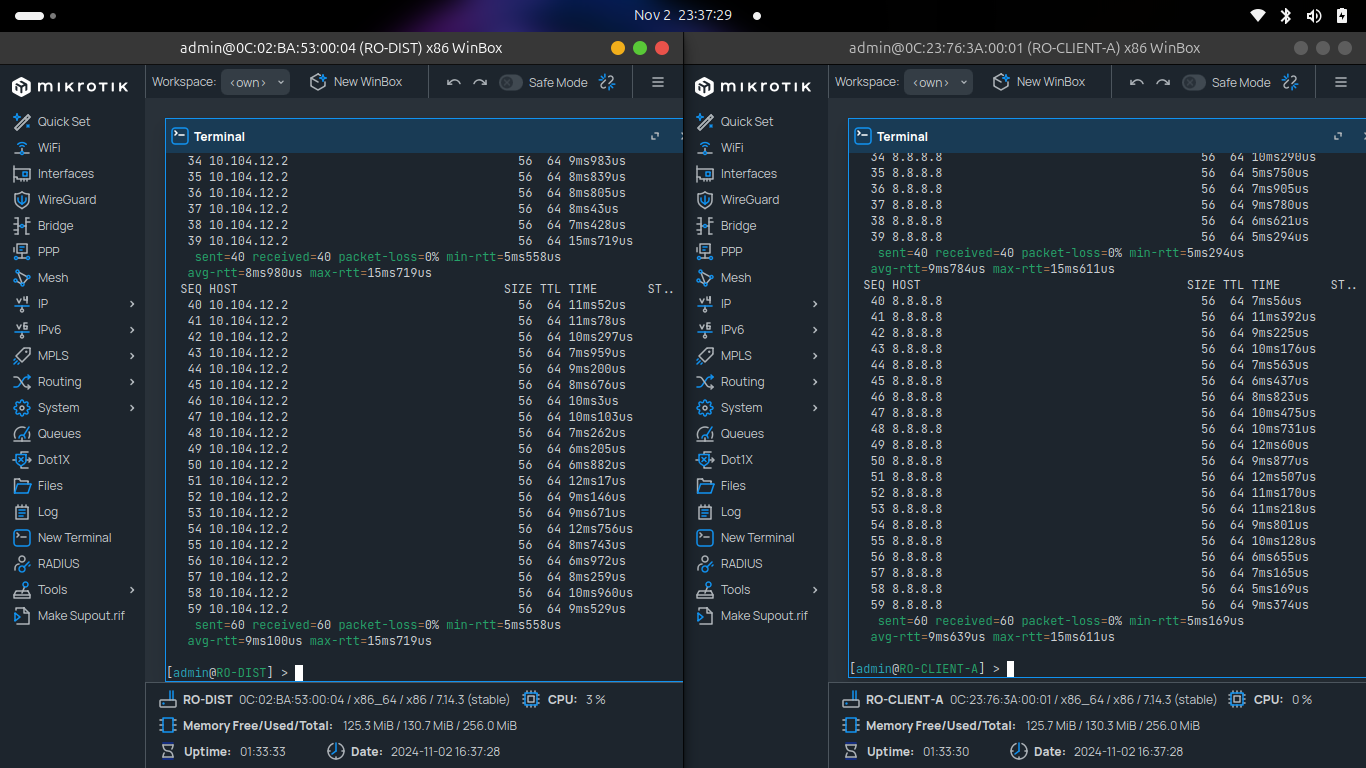 Nov 2 23:37:29
admin@0C:02:BA:53:00:04 (RO-DIST) x86 WinBox
MIKROTIK
Workspace: <own> New WinBox Safe Mode
Quick Set
WiFi
Interfaces
WireGuard
Bridge
PPP
Mesh
IP
IPv6
MPLS
Routing
System
Queues
Dot1X
Files
Log
New Terminal
RADIUS
Tools
Make Supout.rif
Terminal
34 10.104.12.2 56 64 9ms983us
35 10.104.12.2 56 64 8ms839us
36 10.104.12.2 56 64 8ms805us
37 10.104.12.2 56 64 8ms43us
38 10.104.12.2 56 64 7ms428us
39 10.104.12.2 56 64 15ms719us
sent=40 received=40 packet-loss=0% min-rtt=5ms558us
avg-rtt=8ms980us max-rtt=15ms719us
SEQ HOST SIZE TTL TIME ST..
40 10.104.12.2 56 64 11ms52us
41 10.104.12.2 56 64 11ms78us
42 10.104.12.2 56 64 10ms297us
43 10.104.12.2 56 64 7ms959us
44 10.104.12.2 56 64 9ms200us
45 10.104.12.2 56 64 8ms676us
46 10.104.12.2 56 64 10ms3us
47 10.104.12.2 56 64 10ms103us
48 10.104.12.2 56 64 7ms262us
49 10.104.12.2 56 64 6ms205us
50 10.104.12.2 56 64 6ms882us
51 10.104.12.2 56 64 12ms17us
52 10.104.12.2 56 64 9ms146us
53 10.104.12.2 56 64 9ms671us
54 10.104.12.2 56 64 12ms756us
55 10.104.12.2 56 64 8ms743us
56 10.104.12.2 56 64 6ms972us
57 10.104.12.2 56 64 8ms259us
58 10.104.12.2 56 64 10ms960us
59 10.104.12.2 56 64 9ms529us
sent=60 received=60 packet-loss=0% min-rtt=5ms558us
avg-rtt=9ms100us max-rtt=15ms719us
[admin@RO-DIST] >
RO-DIST 0C:02:BA:53:00:04 / x86_64 / x86 / 7.14.3 (stable) CPU: 3 %
Memory Free/Used/Total: 125.3 MiB / 130.7 MiB / 256.0 MiB
Uptime: 01:33:33 Date: 2024-11-02 16:37:28
admin@0C:23:76:3A:00:01 (RO-CLIENT-A) x86 WinBox
MIKROTIK
Workspace: <own> New WinBox Safe Mode
Quick Set
WiFi
Interfaces
WireGuard
Bridge
PPP
Mesh
IP
IPv6
MPLS
Routing
System
Queues
Dot1X
Files
Log
New Terminal
RADIUS
Tools
Make Supout.rif
Terminal
34 8.8.8.8 56 64 10ms290us
35 8.8.8.8 56 64 5ms750us
36 8.8.8.8 56 64 7ms905us
37 8.8.8.8 56 64 9ms780us
38 8.8.8.8 56 64 6ms621us
39 8.8.8.8 56 64 5ms294us
sent=40 received=40 packet-loss=0% min-rtt=5ms294us
avg-rtt=9ms784us max-rtt=15ms611us
SEQ HOST SIZE TTL TIME ST..
40 8.8.8.8 56 64 7ms56us
41 8.8.8.8 56 64 11ms392us
42 8.8.8.8 56 64 9ms225us
43 8.8.8.8 56 64 10ms176us
44 8.8.8.8 56 64 7ms563us
45 8.8.8.8 56 64 6ms437us
46 8.8.8.8 56 64 8ms823us
47 8.8.8.8 56 64 10ms475us
48 8.8.8.8 56 64 10ms731us
49 8.8.8.8 56 64 12ms60us
50 8.8.8.8 56 64 9ms877us
51 8.8.8.8 56 64 12ms507us
52 8.8.8.8 56 64 11ms170us
53 8.8.8.8 56 64 11ms218us
54 8.8.8.8 56 64 9ms801us
55 8.8.8.8 56 64 10ms128us
56 8.8.8.8 56 64 6ms655us
57 8.8.8.8 56 64 7ms165us
58 8.8.8.8 56 64 5ms169us
59 8.8.8.8 56 64 9ms374us
sent=60 received=60 packet-loss=0% min-rtt=5ms169us
avg-rtt=9ms639us max-rtt=15ms611us
[admin@RO-CLIENT-A] >
RO-CLIENT-A 0C:23:76:3A:00:01 / x86_64 / x86 / 7.14.3 (stable) CPU: 0 %
Memory Free/Used/Total: 125.7 MiB / 130.3 MiB / 256.0 MiB
Uptime: 01:33:30 Date: 2024-11-02 16:37:28